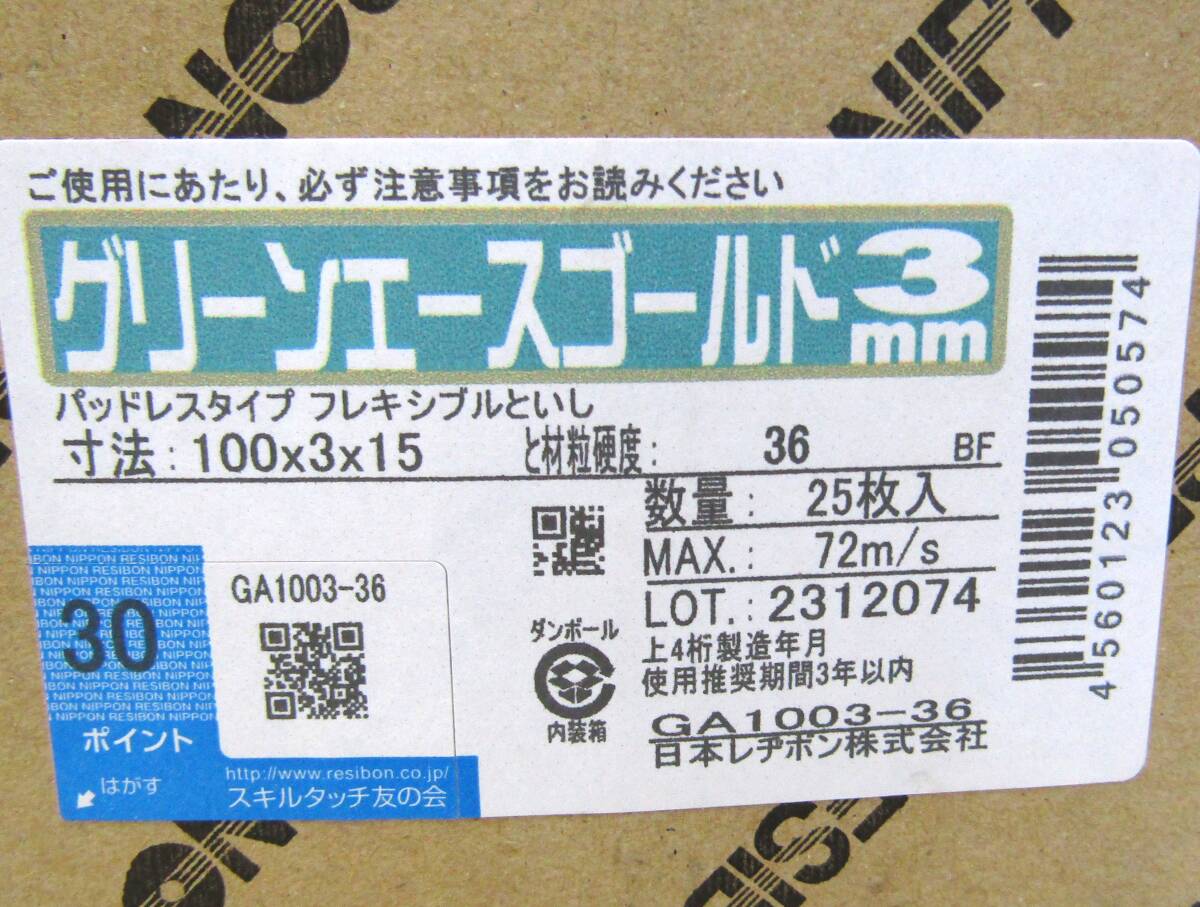 ご使用にあたり、必ず注意事項をお読みください
グリーンエースゴールド3mm
パッドレスタイプ フレキシブルといし
寸法:100x3x15 と材粒硬度: 36 BF
数量: 25枚入
MAX.: 72m/s
LOT.:2312074
上4桁製造年月
使用推奨期間3年以内
GA1003-36
日本レヂボン株式会社
ダンボール
内装箱
GA1003-36
30
ポイント
はがす
http://www.resibon.co.jp/
スキルタッチ友の会
NIPPON RESIBON
4 560123 050574